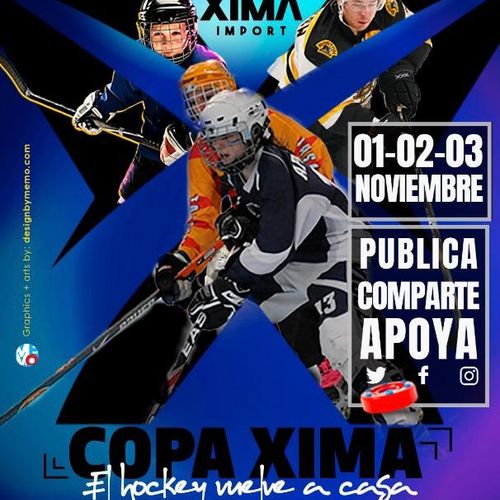 XIMA
IMPORT
01-02-03
NOVIEMBRE
PUBLICA
COMPARTE
APOYA
Graphics + arts by: designbymemo.com
13
COPA XIMA
El hockey vuelve a casa